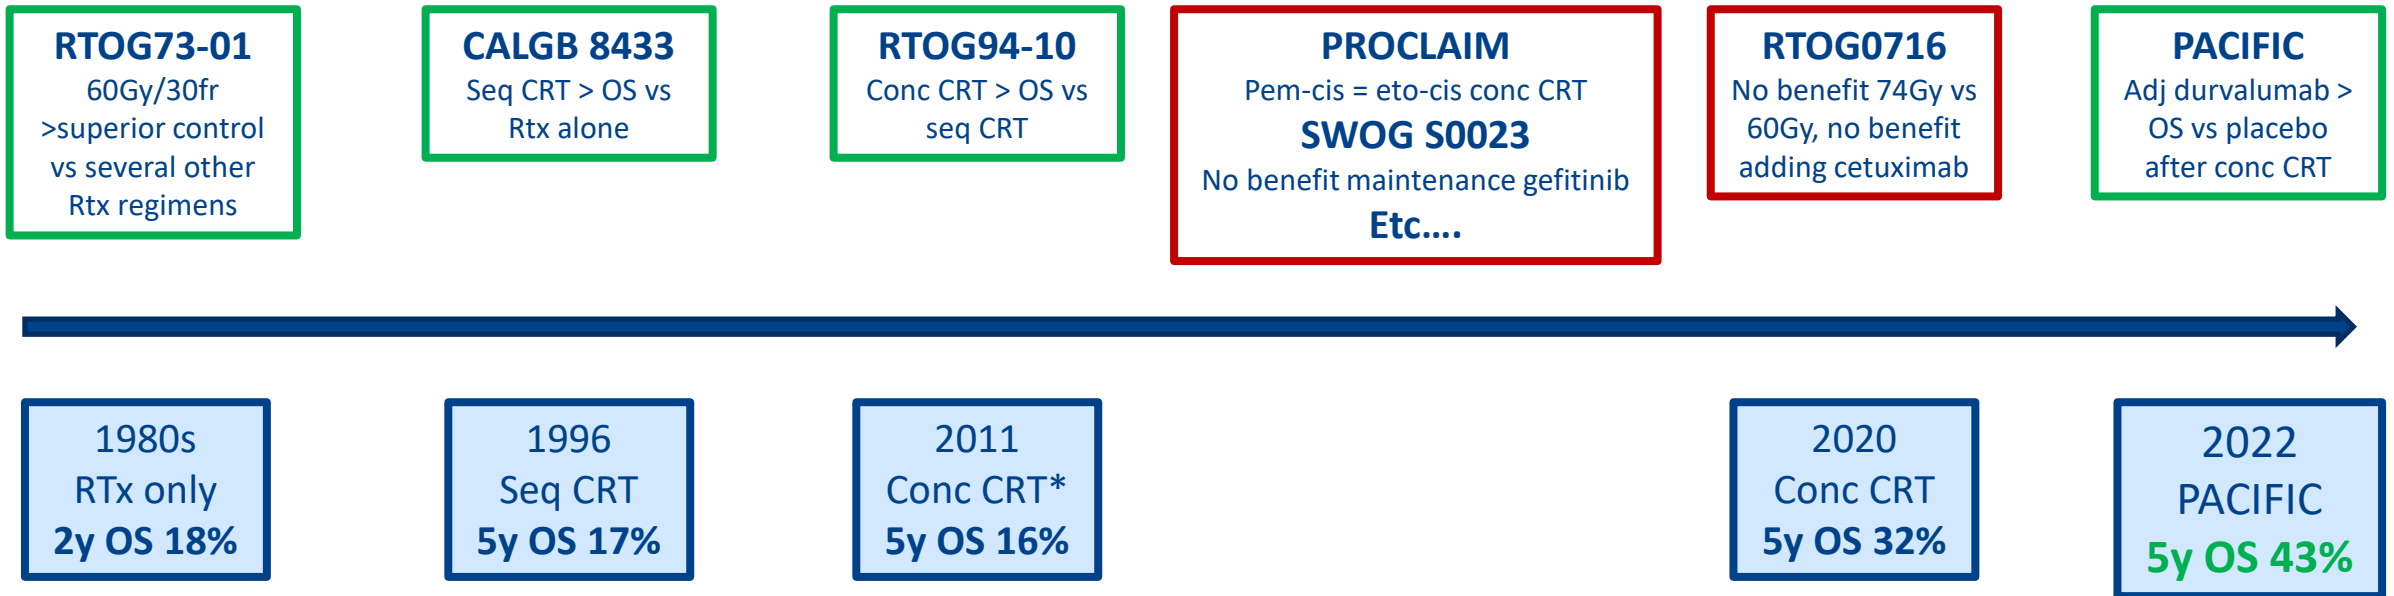 RTOG73-01
60Gy/30fr
>superior control
vs several other
Rtx regimens
CALGB 8433
Seq CRT > OS vs
Rtx alone
RTOG94-10
Conc CRT > OS vs
seq CRT
PROCLAIM
Pem-cis = eto-cis conc CRT
SWOG S0023
No benefit maintenance gefitinib
Etc....
RTOG0716
No benefit 74Gy vs
60Gy, no benefit
adding cetuximab
PACIFIC
Adj durvalumab >
OS vs placebo
after conc CRT
1980s
RTx only
2y OS 18%
1996
Seq CRT
5y OS 17%
2011
Conc CRT*
5y OS 16%
2020
Conc CRT
5y OS 32%
2022
PACIFIC
5y OS 43%